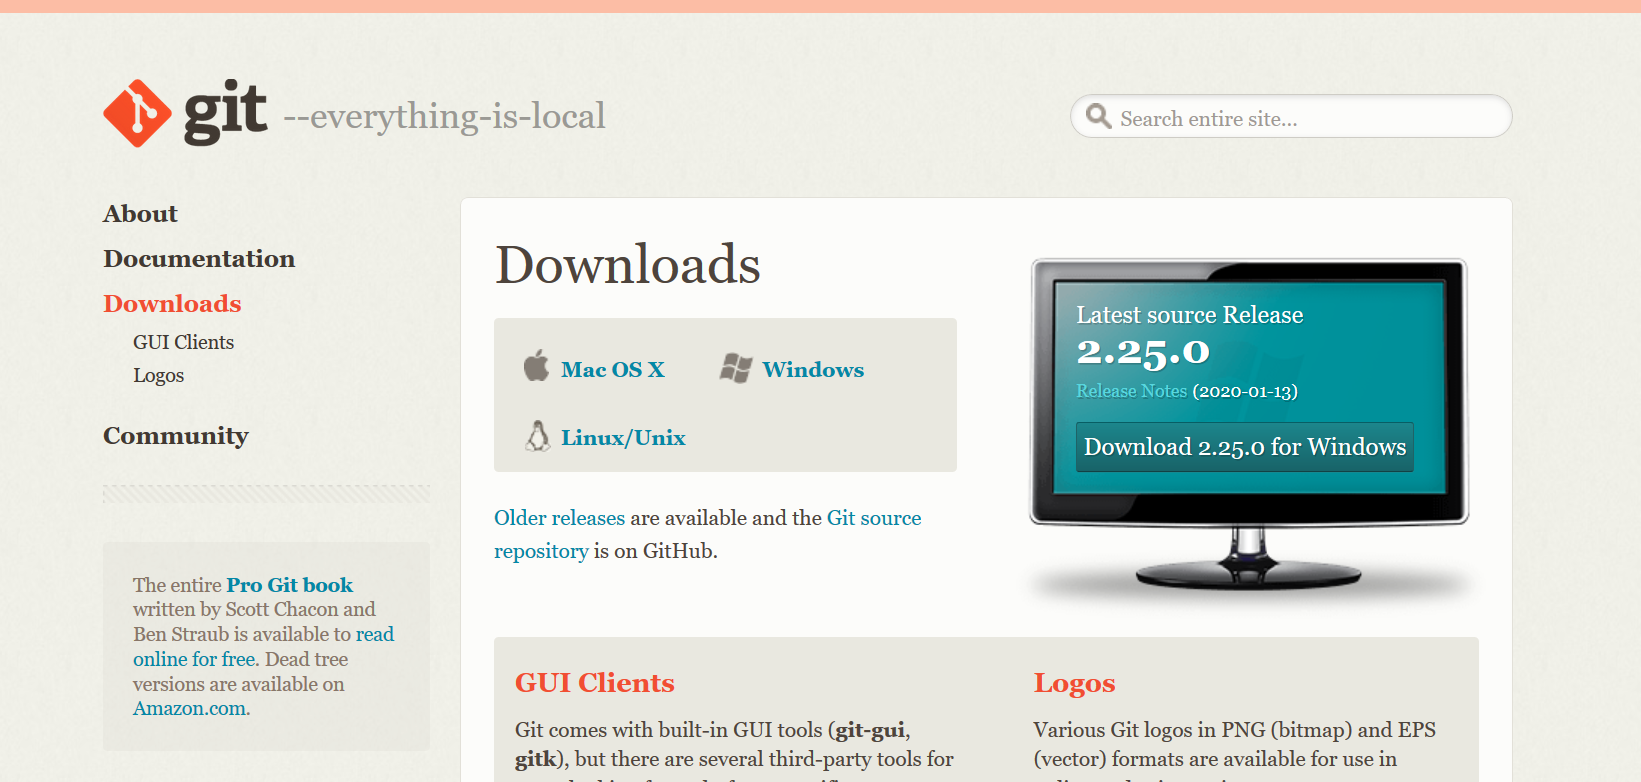 git --everything-is-local
Search entire site...
About
Documentation
Downloads
GUI Clients
Logos
Community
The entire Pro Git book
written by Scott Chacon and
Ben Straub is available to read
online for free. Dead tree
versions are available on
Amazon.com.
Downloads
Mac OS X
Windows
Linux/Unix
Older releases are available and the Git source
repository is on GitHub.
Latest source Release
2.25.0
Release Notes (2020-01-13)
Download 2.25.0 for Windows
GUI Clients
Git comes with built-in GUI tools (git-gui,
gitk), but there are several third-party tools for
Logos
Various Git logos in PNG (bitmap) and EPS
(vector) formats are available for use in